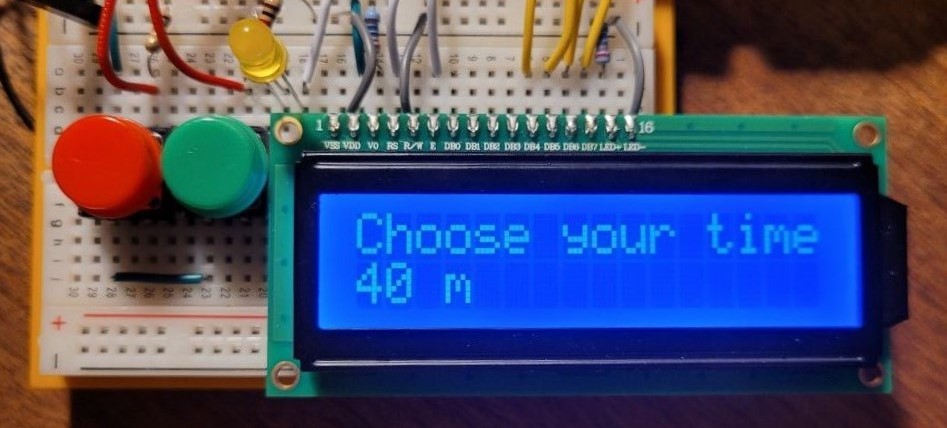 1
16
VSS VDD V0 RS R/W E DB0 DB1 DB2 DB3 DB4 DB5 DB6 DB7 LED+ LED-
Choose your time
40 m